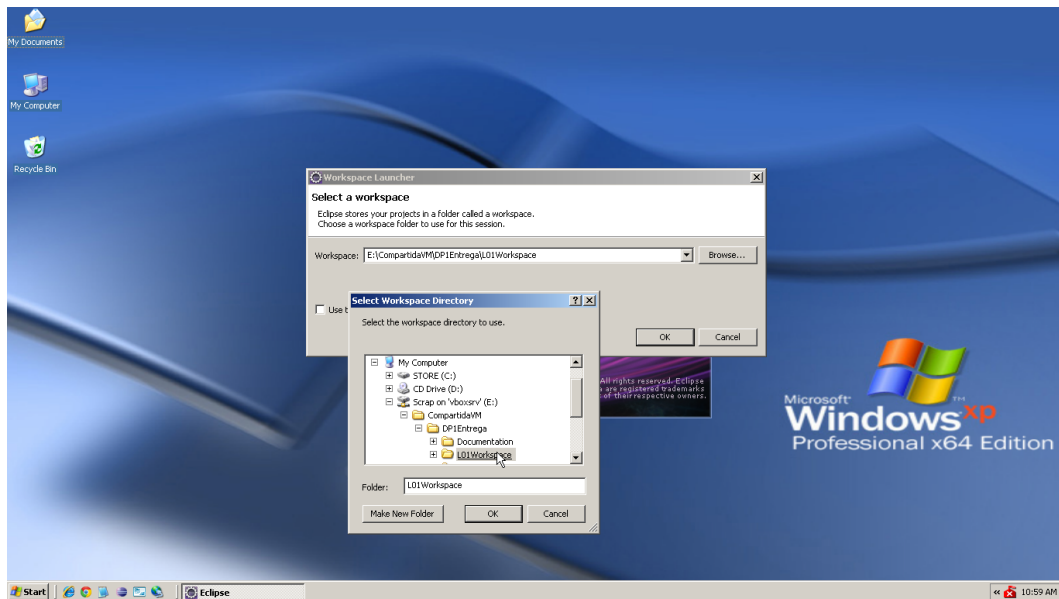 My Documents
My Computer
Recycle Bin
Workspace Launcher
Select a workspace
Eclipse stores your projects in a folder called a workspace.
Choose a workspace folder to use for this session.
Workspace: E:\CompartidaVM\DP1Entrega\L01Workspace Browse...
Use t
OK Cancel
Select Workspace Directory
Select the workspace directory to use.
My Computer
STORE (C:)
CD Drive (D:)
Scrap on 'vboxsrv' (E:)
CompartidaVM
DP1Entrega
Documentation
L01Workspace
Folder: L01Workspace
Make New Folder OK Cancel
All rights reserved. Eclipse
are registered trademarks
of their respective owners.
Microsoft
Windows xp TM
Professional x64 Edition
Start Eclipse 10:59 AM